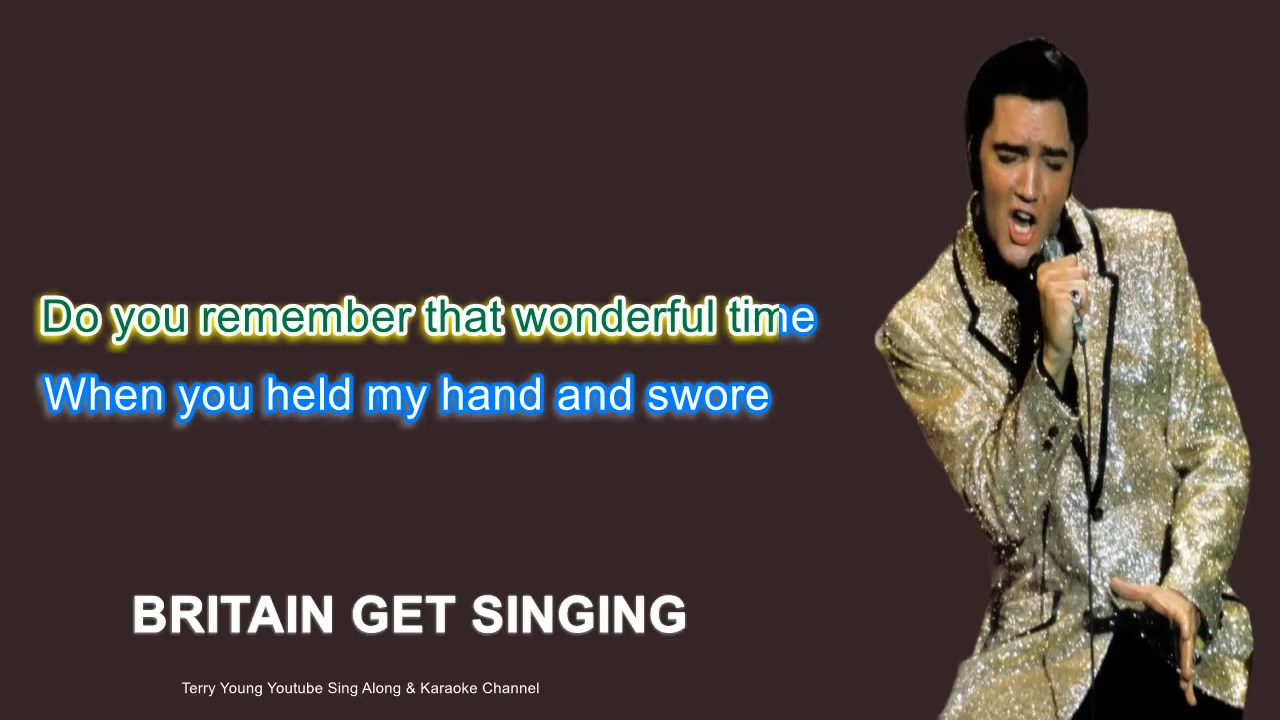 Do you remember that wonderful time
When you held my hand and swore
BRITAIN GET SINGING
Terry Young Youtube Sing Along & Karaoke Channel